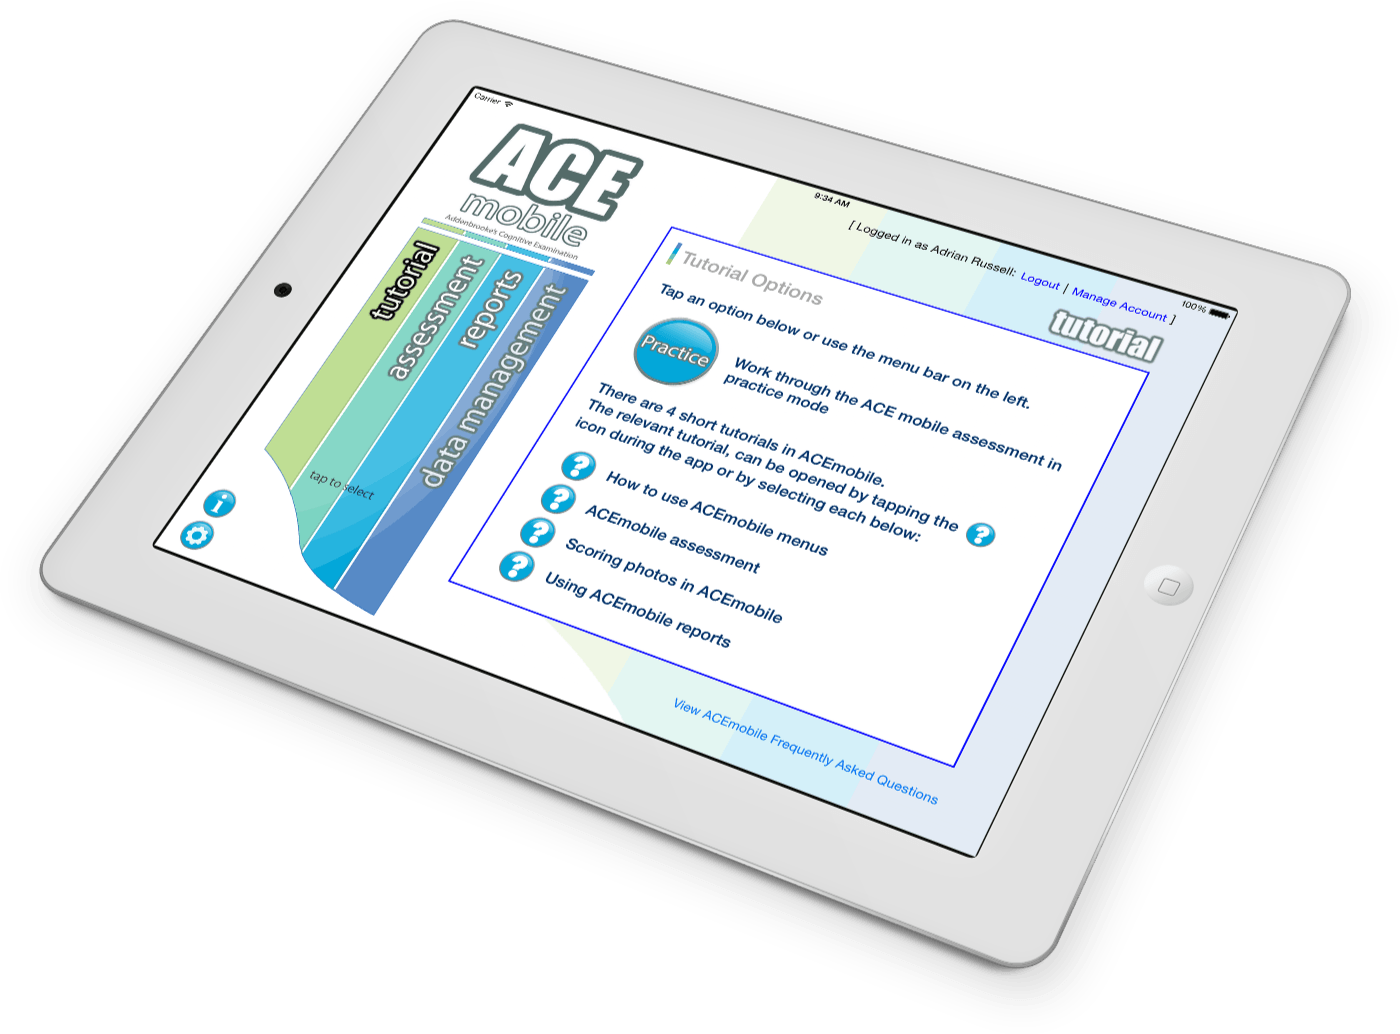 Carrier
9:34 AM
100%
ACE
mobile
Addenbrooke's Cognitive Examination
tutorial
assessment
reports
data management
tap to select
[ Logged in as Adrian Russell: Logout | Manage Account ]
tutorial
Tutorial Options
Tap an option below or use the menu bar on the left.
Practice
Work through the ACE mobile assessment in
practice mode
There are 4 short tutorials in ACEmobile.
The relevant tutorial, can be opened by tapping the ?
icon during the app or by selecting each below:
? How to use ACEmobile menus
? ACEmobile assessment
? Scoring photos in ACEmobile
? Using ACEmobile reports
i
View ACEmobile Frequently Asked Questions